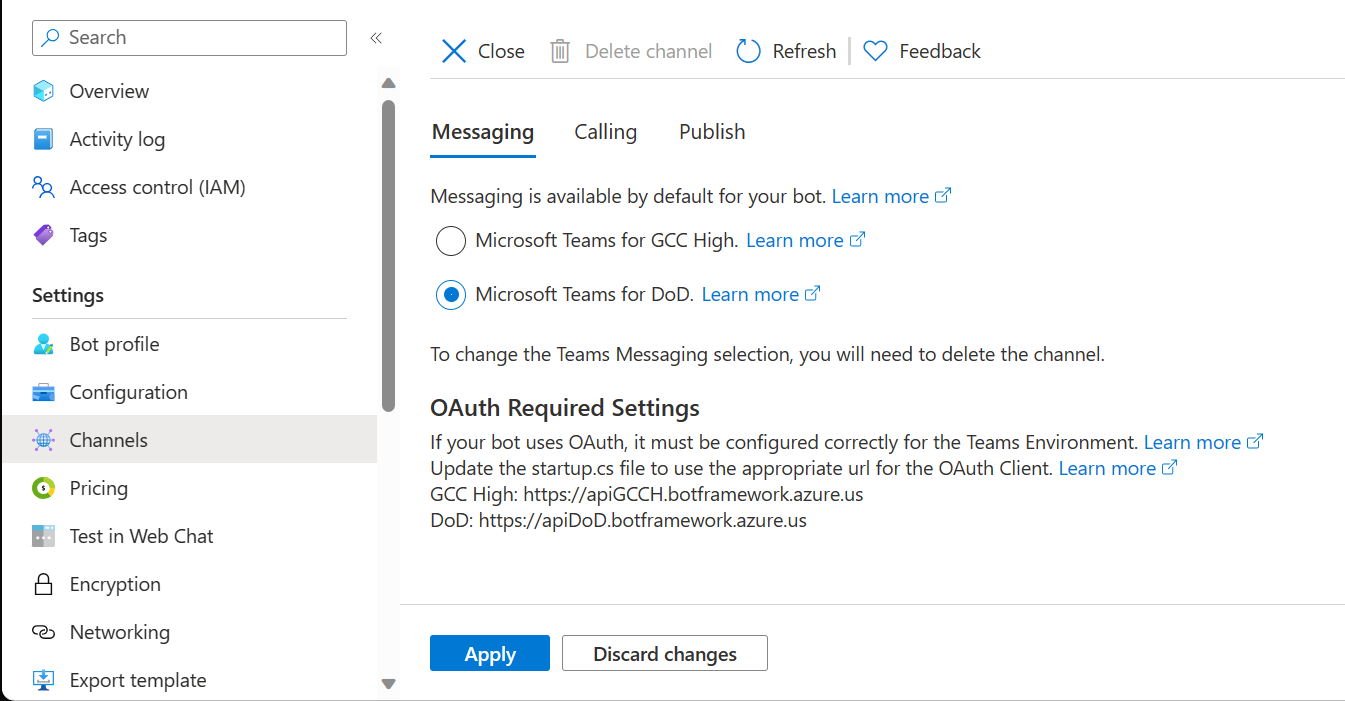 Search
Overview
Activity log
Access control (IAM)
Tags
Settings
Bot profile
Configuration
Channels
Pricing
Test in Web Chat
Encryption
Networking
Export template
Close
Delete channel
Refresh
Feedback
Messaging
Calling
Publish
Messaging is available by default for your bot. Learn more
Microsoft Teams for GCC High. Learn more
Microsoft Teams for DoD. Learn more
To change the Teams Messaging selection, you will need to delete the channel.
OAuth Required Settings
If your bot uses OAuth, it must be configured correctly for the Teams Environment. Learn more
Update the startup.cs file to use the appropriate url for the OAuth Client. Learn more
GCC High: https://apiGCCH.botframework.azure.us
DoD: https://apiDoD.botframework.azure.us
Apply
Discard changes